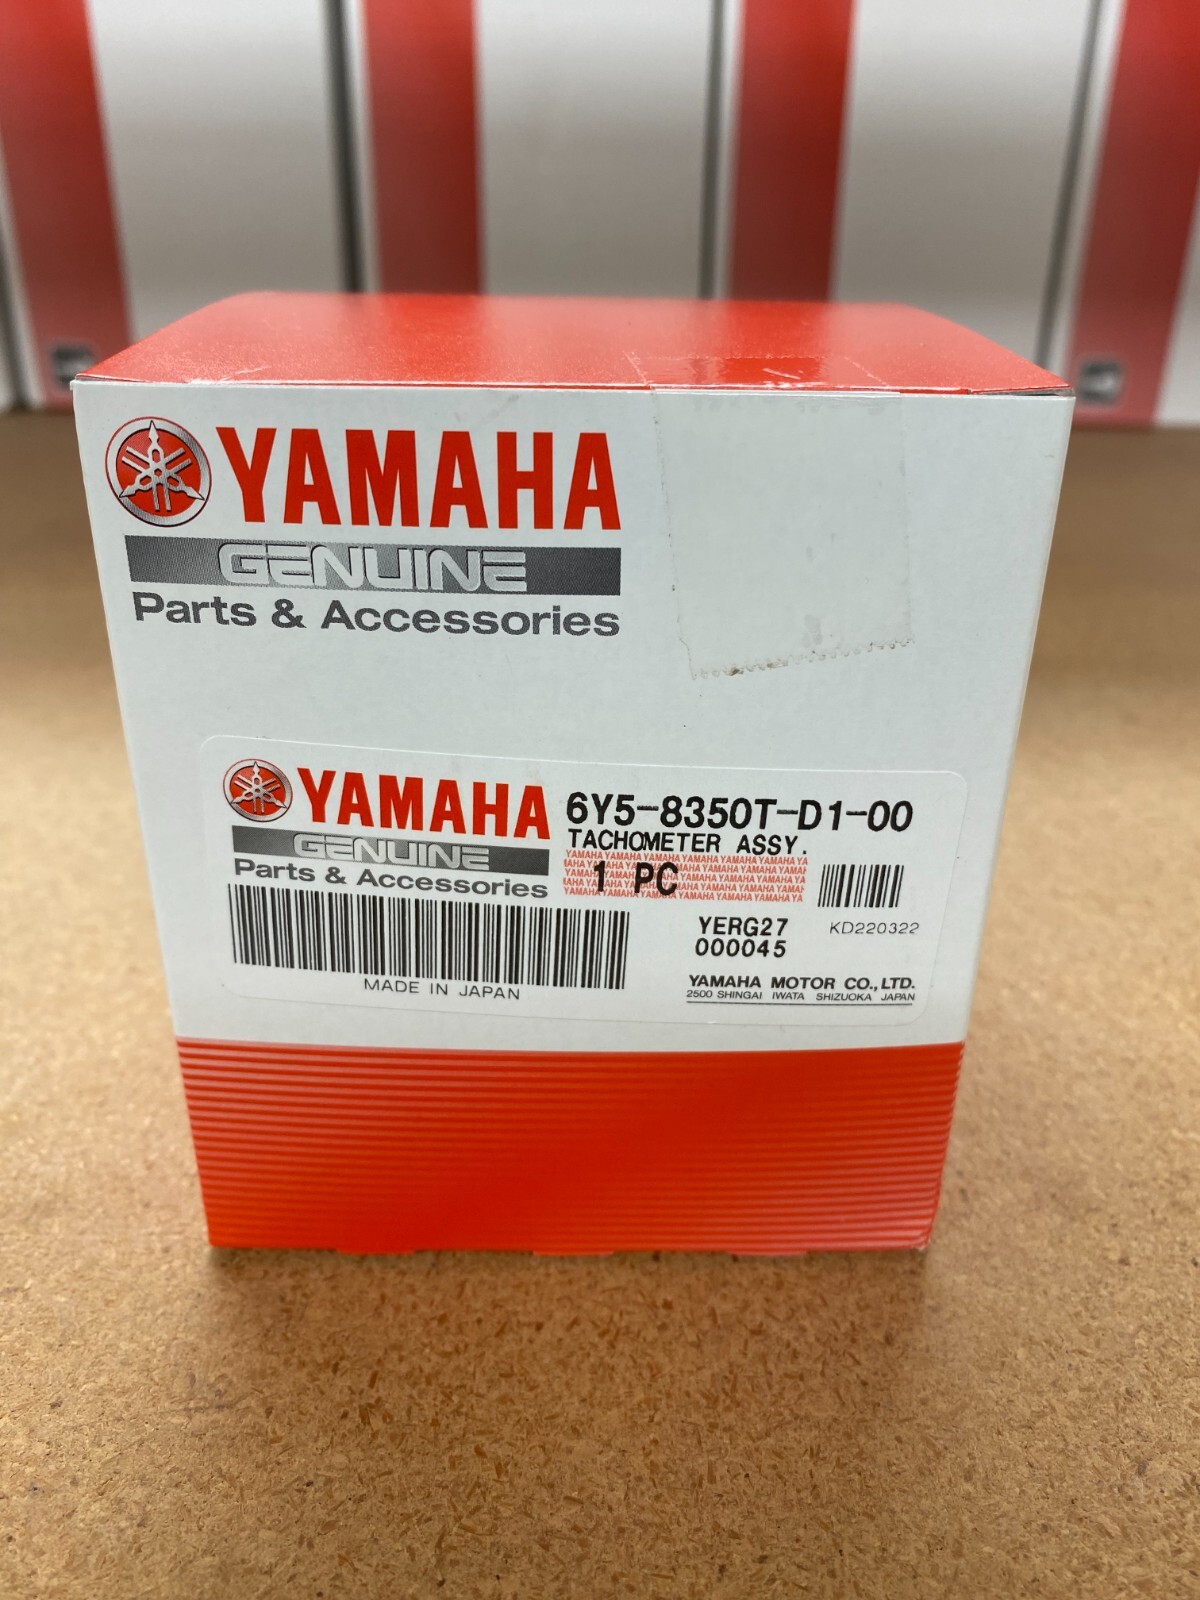 YAMAHA
GENUINE
Parts & Accessories
YAMAHA
GENUINE
Parts & Accessories
MADE IN JAPAN
6Y5-8350T-D1-00
TACHOMETER ASSY.
1 PC
YERG27
000045
KD220322
YAMAHA MOTOR CO.,LTD.
2500 SHINGAI IWATA SHIZUOKA JAPAN